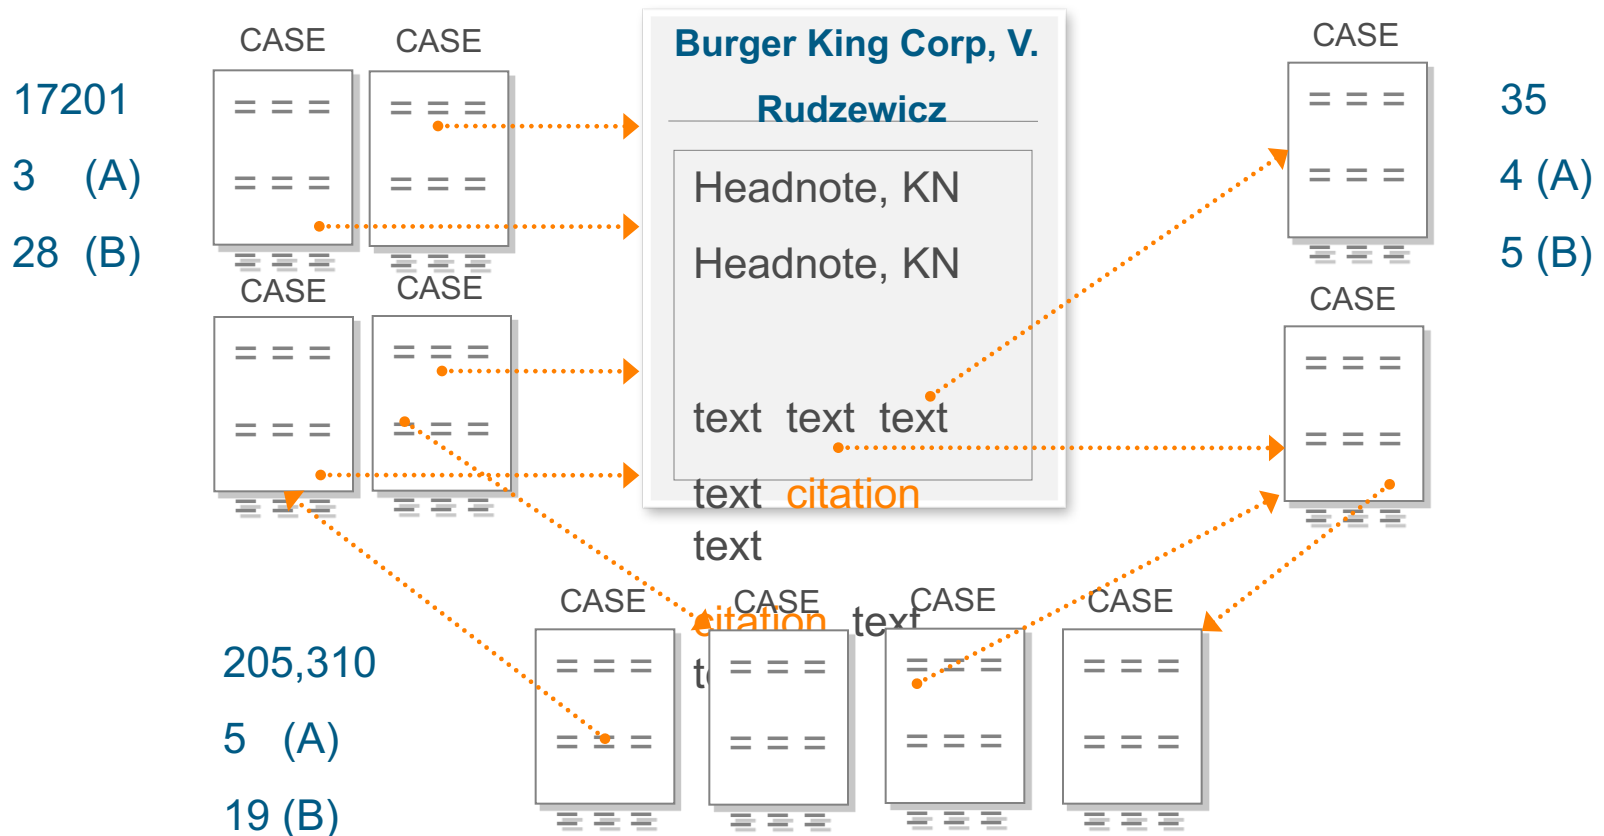 CASE
CASE
17201
3 (A)
28 (B)
CASE
CASE
Burger King Corp, V.
Rudzewicz
Headnote, KN
Headnote, KN
text text text
text citation
text
citation text
CASE
35
4 (A)
5 (B)
CASE
CASE
CASE
CASE
CASE
205,310
5 (A)
19 (B)